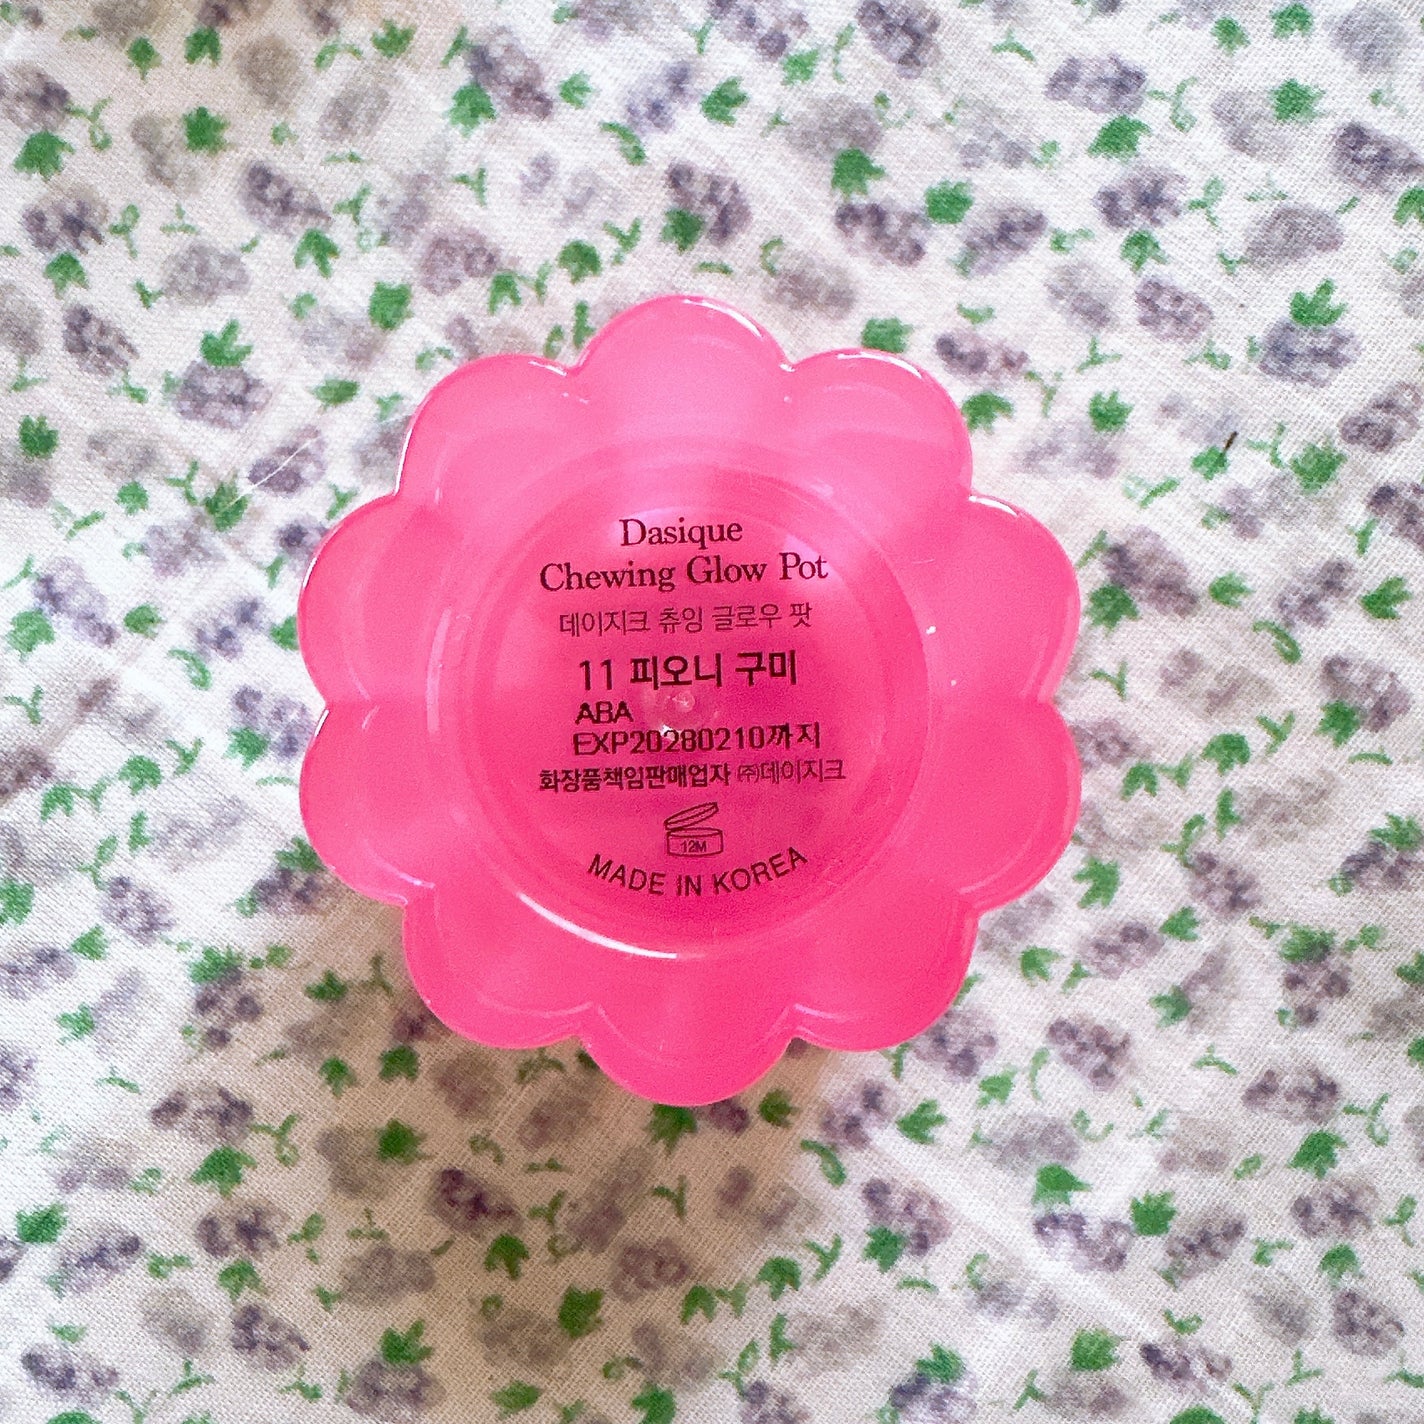 Dasique
Chewing Glow Pot
데이지크 츄잉 글로우 팟
11 피오니 구미
ABA
EXP20280210까지
화장품책임판매업자 ㈜데이지크
12M
MADE IN KOREA